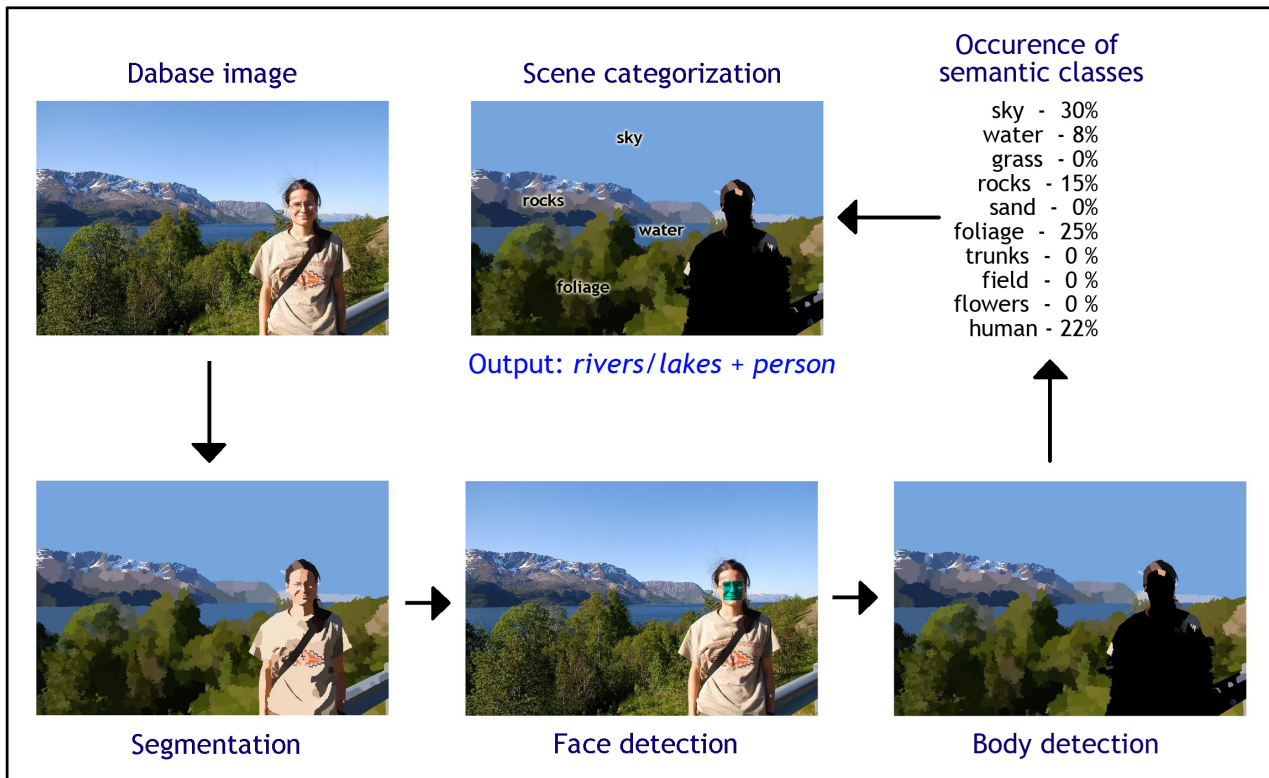 Dabase image
Scene categorization
Occurence of
semantic classes
sky - 30%
water - 8%
grass - 0%
rocks - 15%
sand - 0%
foliage - 25%
trunks - 0 %
field - 0 %
flowers - 0 %
human - 22%
sky
rocks
water
foliage
Output: rivers/lakes + person
Segmentation
Face detection
Body detection